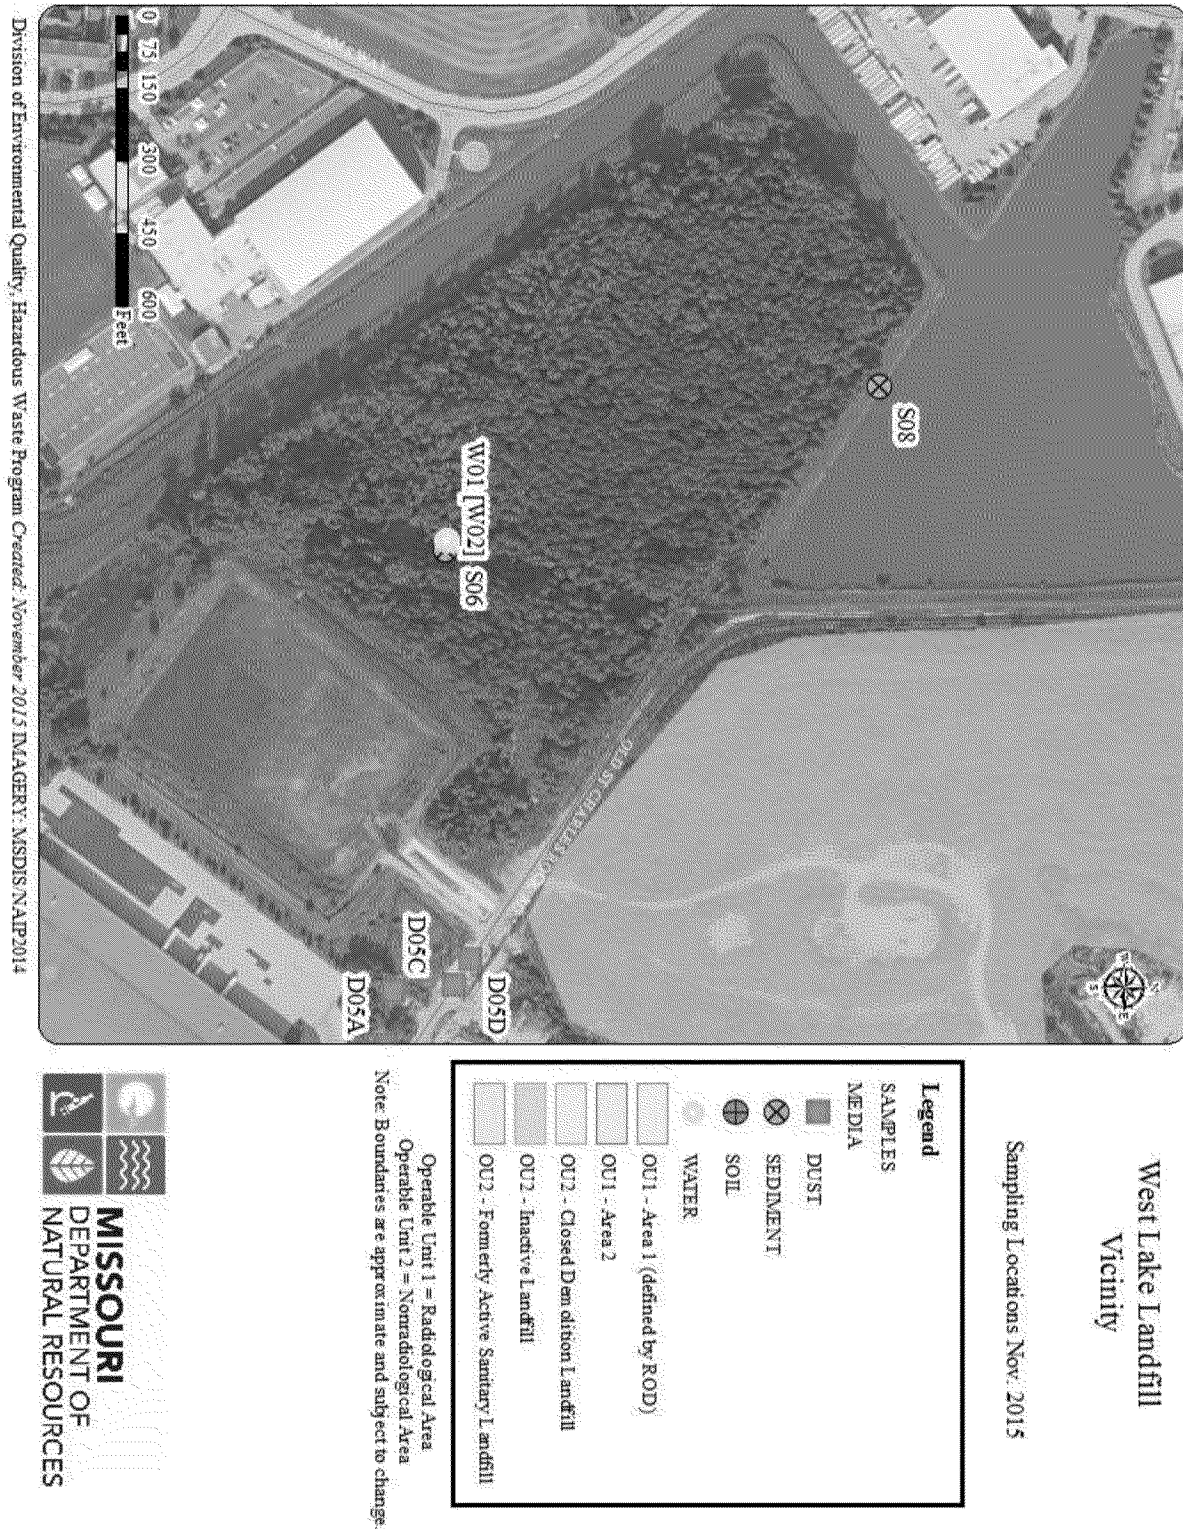 West Lake Landfill
Vicinity
Sampling Locations Nov. 2015
Legend
SAMPLES
MEDIA
DUST
SEDIMENT
SOIL
WATER
OU1 - Area 1 (defined by ROD)
OU1 - Area 2
OU2 - Closed Demolition Landfill
OU2 - Inactive Landfill
OU2 - Formerly Active Sanitary Landfill
Operable Unit 1 = Radiological Area
Operable Unit 2 = Nonradiological Area
Note: Boundaries are approximate and subject to change.
MISSOURI
DEPARTMENT OF
NATURAL RESOURCES
N
E
S
W
S08
W01 [W02] S06
OLD ST CHARLES
D05D
D05C
D05A
0 75 150 300 450 600
Feet
Division of Environmental Quality, Hazardous Waste Program Created: November 2015 IMAGERY: MSDIS/NAIP2014